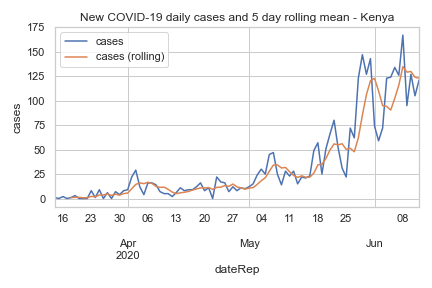 New COVID-19 daily cases and 5 day rolling mean - Kenya
175
150
125
100
75
50
25
0
cases
cases
cases (rolling)
16 23 30 06 13 20 27 04 11 18 25 01 08
Apr May Jun
2020
dateRep